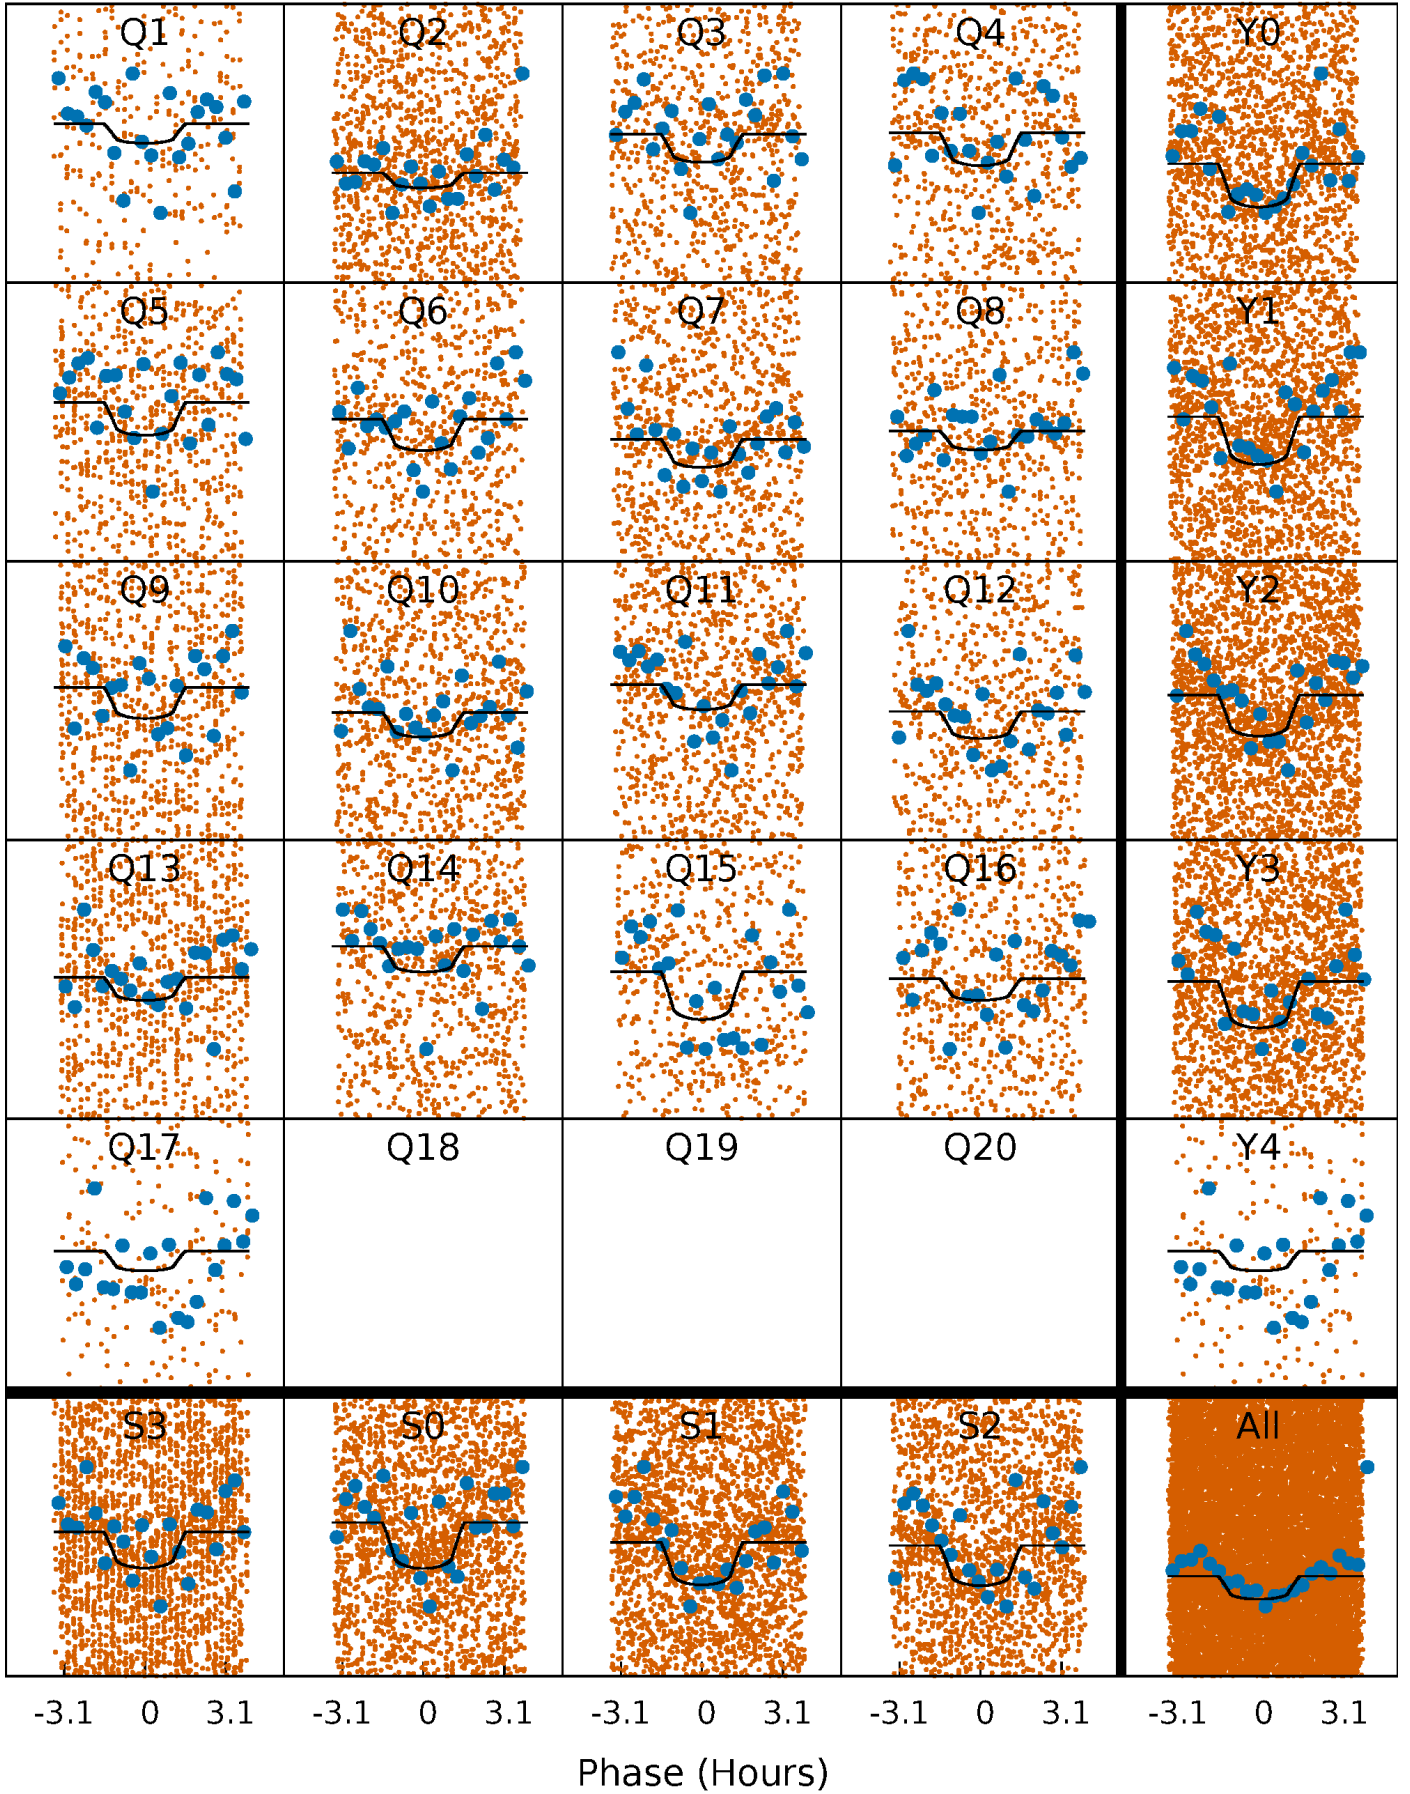 Q1 Q2 Q3 Q4 Y0
Q5 Q6 Q7 Q8 Y1
Q9 Q10 Q11 Q12 Y2
Q13 Q14 Q15 Q16 Y3
Q17 Q18 Q19 Q20 Y4
S3 S0 S1 S2 All
-3.1 0 3.1 -3.1 0 3.1 -3.1 0 3.1 -3.1 0 3.1 -3.1 0 3.1
Phase (Hours)